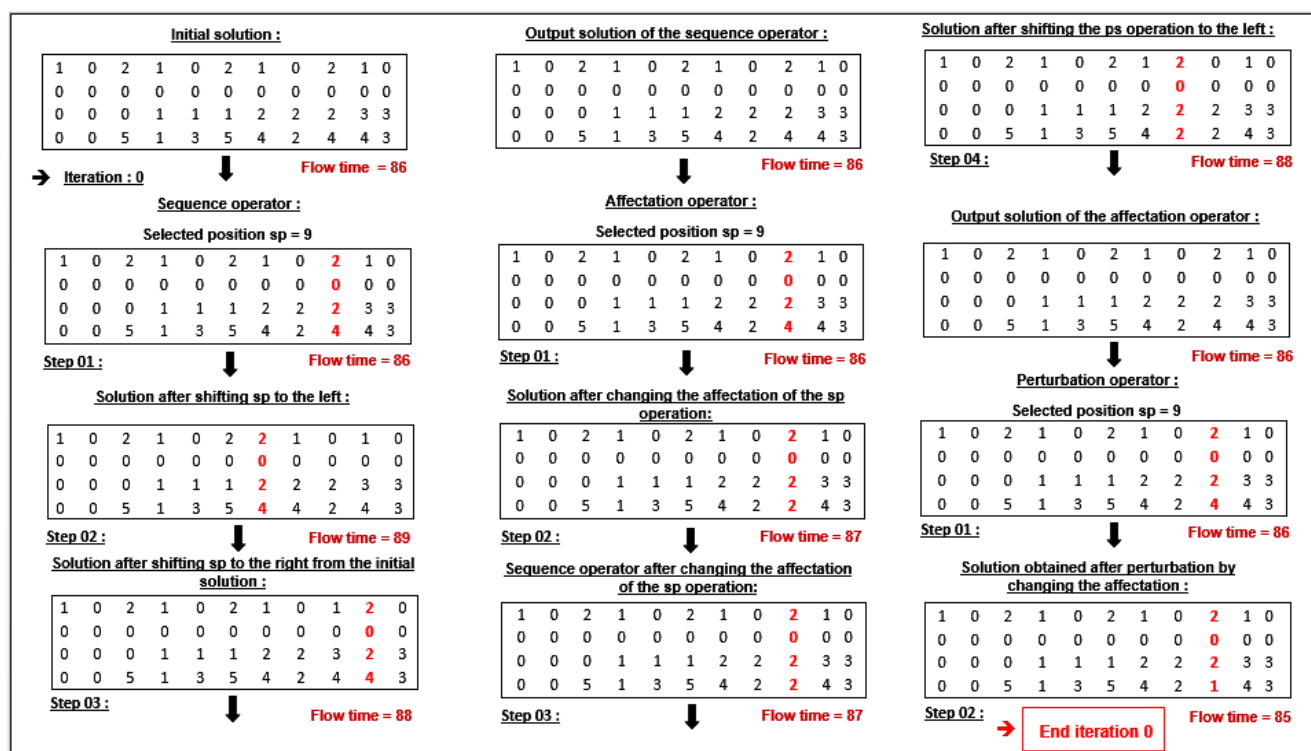 Initial solution :
1 0 2 1 0 2 1 0 2 1 0
0 0 0 0 0 0 0 0 0 0 0
0 0 0 1 1 1 2 2 2 3 3
0 0 5 1 3 5 4 2 4 4 3
Flow time = 86
➔ Iteration : 0
Sequence operator :
Selected position sp = 9
1 0 2 1 0 2 1 0 2 1 0
0 0 0 0 0 0 0 0 0 0 0
0 0 0 1 1 1 2 2 2 3 3
0 0 5 1 3 5 4 2 4 4 3
Step 01 :
Flow time = 86
Solution after shifting sp to the left :
1 0 2 1 0 2 2 1 0 1 0
0 0 0 0 0 0 0 0 0 0 0
0 0 0 1 1 1 2 2 2 3 3
0 0 5 1 3 5 4 4 2 4 3
Step 02 :
Flow time = 89
Solution after shifting sp to the right from the initial
solution :
1 0 2 1 0 2 1 0 1 2 0
0 0 0 0 0 0 0 0 0 0 0
0 0 0 1 1 1 2 2 3 2 3
0 0 5 1 3 5 4 2 4 4 3
Step 03 :
Flow time = 88
Output solution of the sequence operator :
1 0 2 1 0 2 1 0 2 1 0
0 0 0 0 0 0 0 0 0 0 0
0 0 0 1 1 1 2 2 2 3 3
0 0 5 1 3 5 4 2 4 4 3
Flow time = 86
Affectation operator :
Selected position sp = 9
1 0 2 1 0 2 1 0 2 1 0
0 0 0 0 0 0 0 0 0 0 0
0 0 0 1 1 1 2 2 2 3 3
0 0 5 1 3 5 4 2 4 4 3
Step 01 :
Flow time = 86
Solution after changing the affectation of the sp
operation:
1 0 2 1 0 2 1 0 2 1 0
0 0 0 0 0 0 0 0 0 0 0
0 0 0 1 1 1 2 2 2 3 3
0 0 5 1 3 5 4 2 2 4 3
Step 02 :
Flow time = 87
Sequence operator after changing the affectation
of the sp operation:
1 0 2 1 0 2 1 0 2 1 0
0 0 0 0 0 0 0 0 0 0 0
0 0 0 1 1 1 2 2 2 3 3
0 0 5 1 3 5 4 2 2 4 3
Step 03 :
Flow time = 87
Solution after shifting the ps operation to the left :
1 0 2 1 0 2 1 2 0 1 0
0 0 0 0 0 0 0 0 0 0 0
0 0 0 1 1 1 2 2 2 3 3
0 0 5 1 3 5 4 2 2 4 3
Step 04 :
Flow time = 88
Output solution of the affectation operator :
1 0 2 1 0 2 1 0 2 1 0
0 0 0 0 0 0 0 0 0 0 0
0 0 0 1 1 1 2 2 2 3 3
0 0 5 1 3 5 4 2 4 4 3
Flow time = 86
Perturbation operator :
Selected position sp = 9
1 0 2 1 0 2 1 0 2 1 0
0 0 0 0 0 0 0 0 0 0 0
0 0 0 1 1 1 2 2 2 3 3
0 0 5 1 3 5 4 2 4 4 3
Step 01 :
Flow time = 86
Solution obtained after perturbation by
changing the affectation :
1 0 2 1 0 2 1 0 2 1 0
0 0 0 0 0 0 0 0 0 0 0
0 0 0 1 1 1 2 2 2 3 3
0 0 5 1 3 5 4 2 1 4 3
Step 02 :
Flow time = 85
➔ End iteration 0